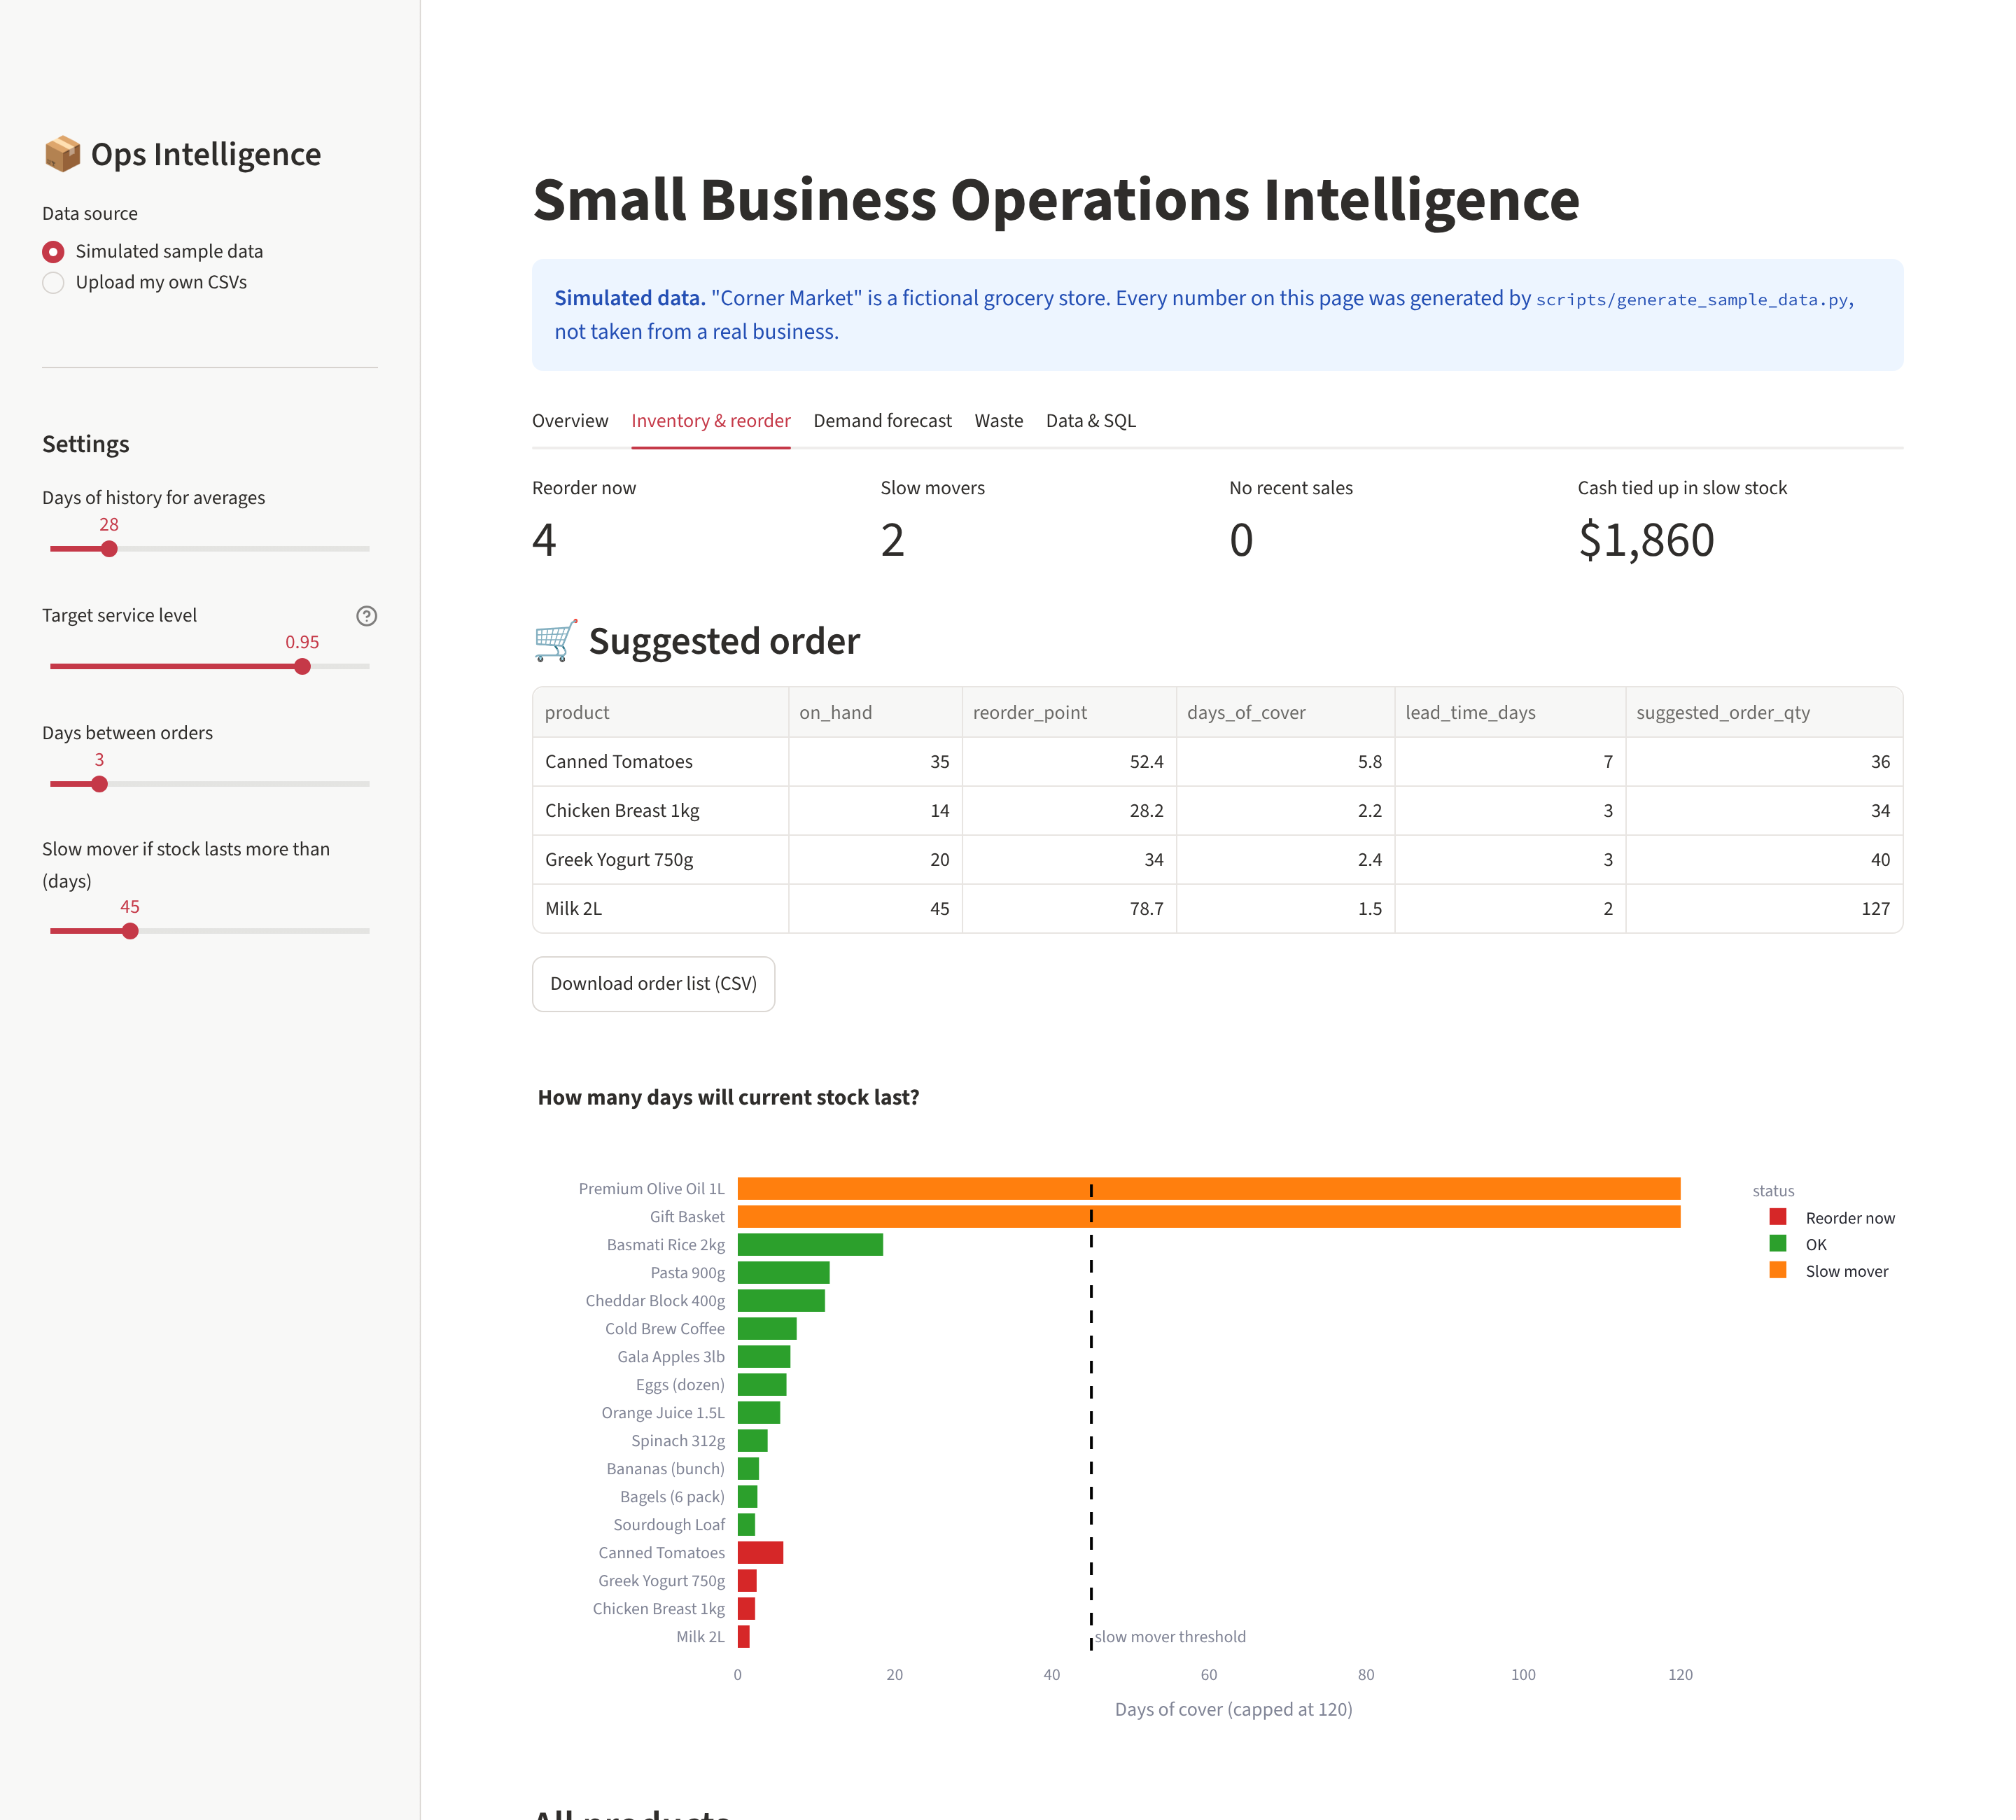 Ops Intelligence
Data source
Simulated sample data
Upload my own CSVs
Settings
Days of history for averages
28
Target service level
0.95
Days between orders
3
Slow mover if stock lasts more than
(days)
45
Small Business Operations Intelligence
Simulated data. "Corner Market" is a fictional grocery store. Every number on this page was generated by scripts/generate_sample_data.py,
not taken from a real business.
Overview Inventory & reorder Demand forecast Waste Data & SQL
Reorder now Slow movers No recent sales Cash tied up in slow stock
4 2 0 $1,860
Suggested order
product on_hand reorder_point days_of_cover lead_time_days suggested_order_qty
Canned Tomatoes 35 52.4 5.8 7 36
Chicken Breast 1kg 14 28.2 2.2 3 34
Greek Yogurt 750g 20 34 2.4 3 40
Milk 2L 45 78.7 1.5 2 127
Download order list (CSV)
How many days will current stock last?
Premium Olive Oil 1L
Gift Basket
Basmati Rice 2kg
Pasta 900g
Cheddar Block 400g
Cold Brew Coffee
Gala Apples 3lb
Eggs (dozen)
Orange Juice 1.5L
Spinach 312g
Bananas (bunch)
Bagels (6 pack)
Sourdough Loaf
Canned Tomatoes
Greek Yogurt 750g
Chicken Breast 1kg
Milk 2L
slow mover threshold
0 20 40 60 80 100 120
Days of cover (capped at 120)
status
Reorder now
OK
Slow mover
All products